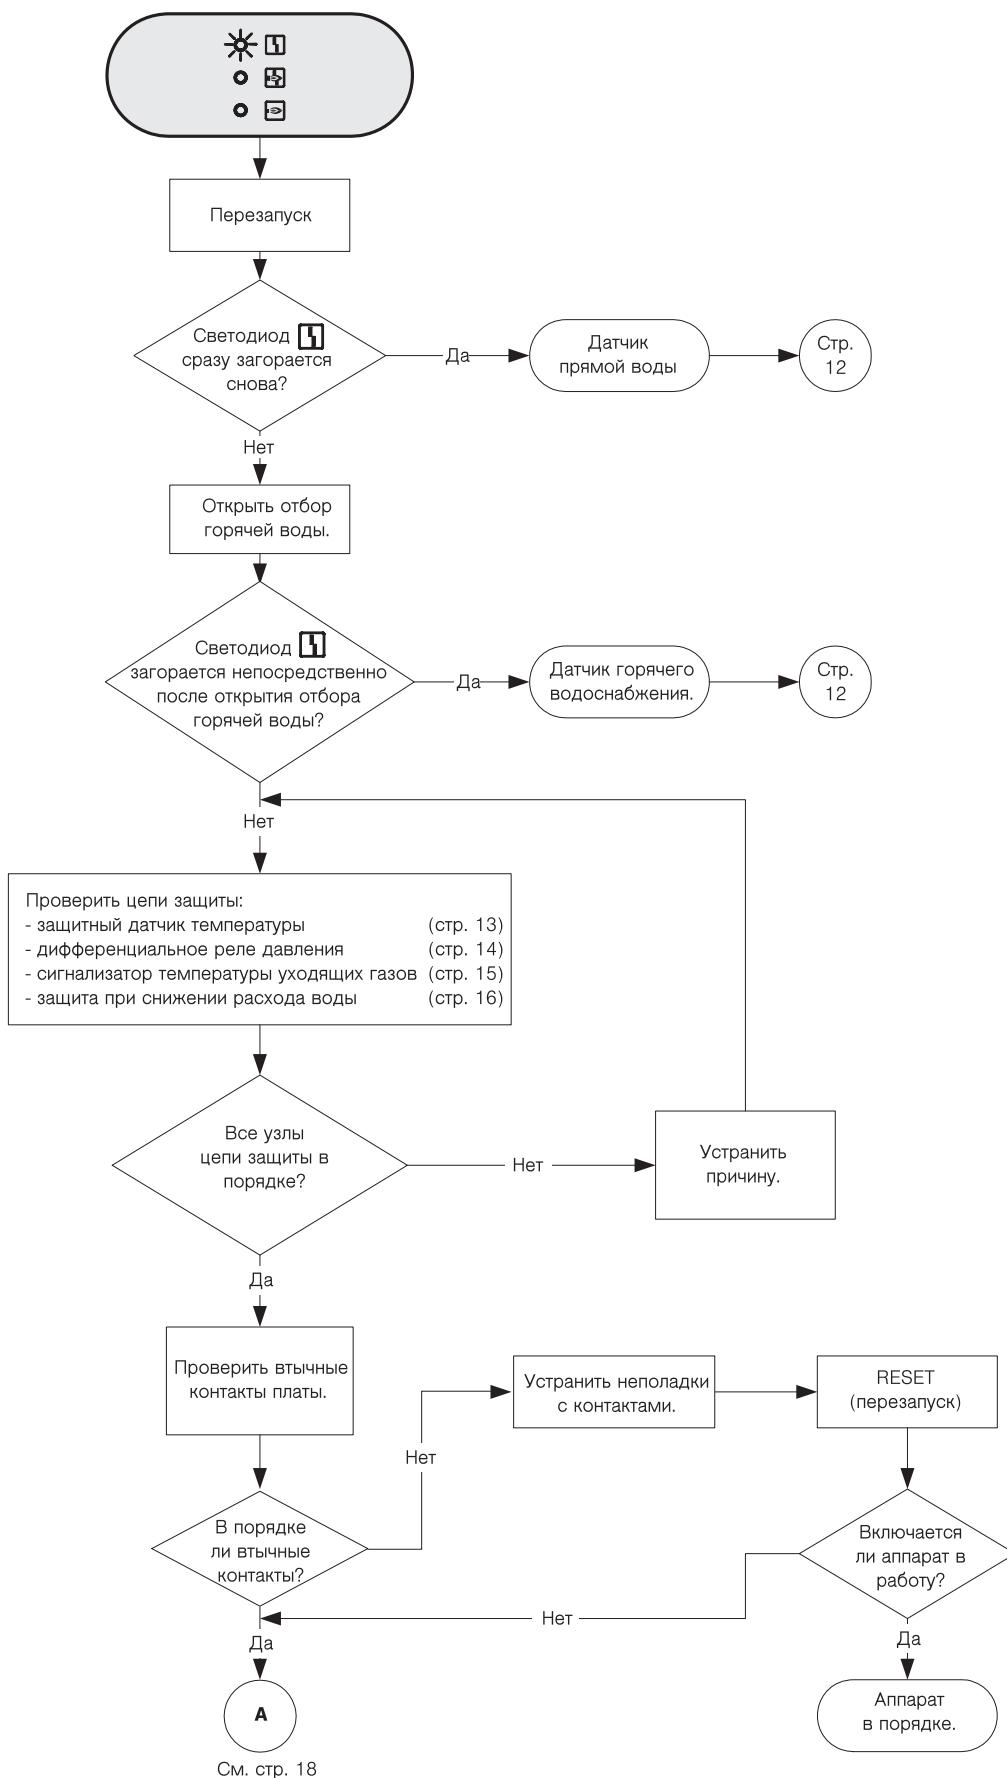 Перезапуск
Светодиод
сразу загорается
снова?
Да
Датчик
прямой воды
Стр.
12
Нет
Открыть отбор
горячей воды.
Светодиод
загорается непосредственно
после открытия отбора
горячей воды?
Да
Датчик горячего
водоснабжения.
Стр.
12
Нет
Проверить цепи защиты:
- защитный датчик температуры (стр. 13)
- дифференциальное реле давления (стр. 14)
- сигнализатор температуры уходящих газов (стр. 15)
- защита при снижении расхода воды (стр. 16)
Все узлы
цепи защиты в
порядке?
Нет
Устранить
причину.
Да
Проверить втычные
контакты платы.
Устранить неполадки
с контактами.
RESET
(перезапуск)
Нет
В порядке
ли втычные
контакты?
Включается
ли аппарат в
работу?
Нет
Да
Да
A
Аппарат
в порядке.
См. стр. 18